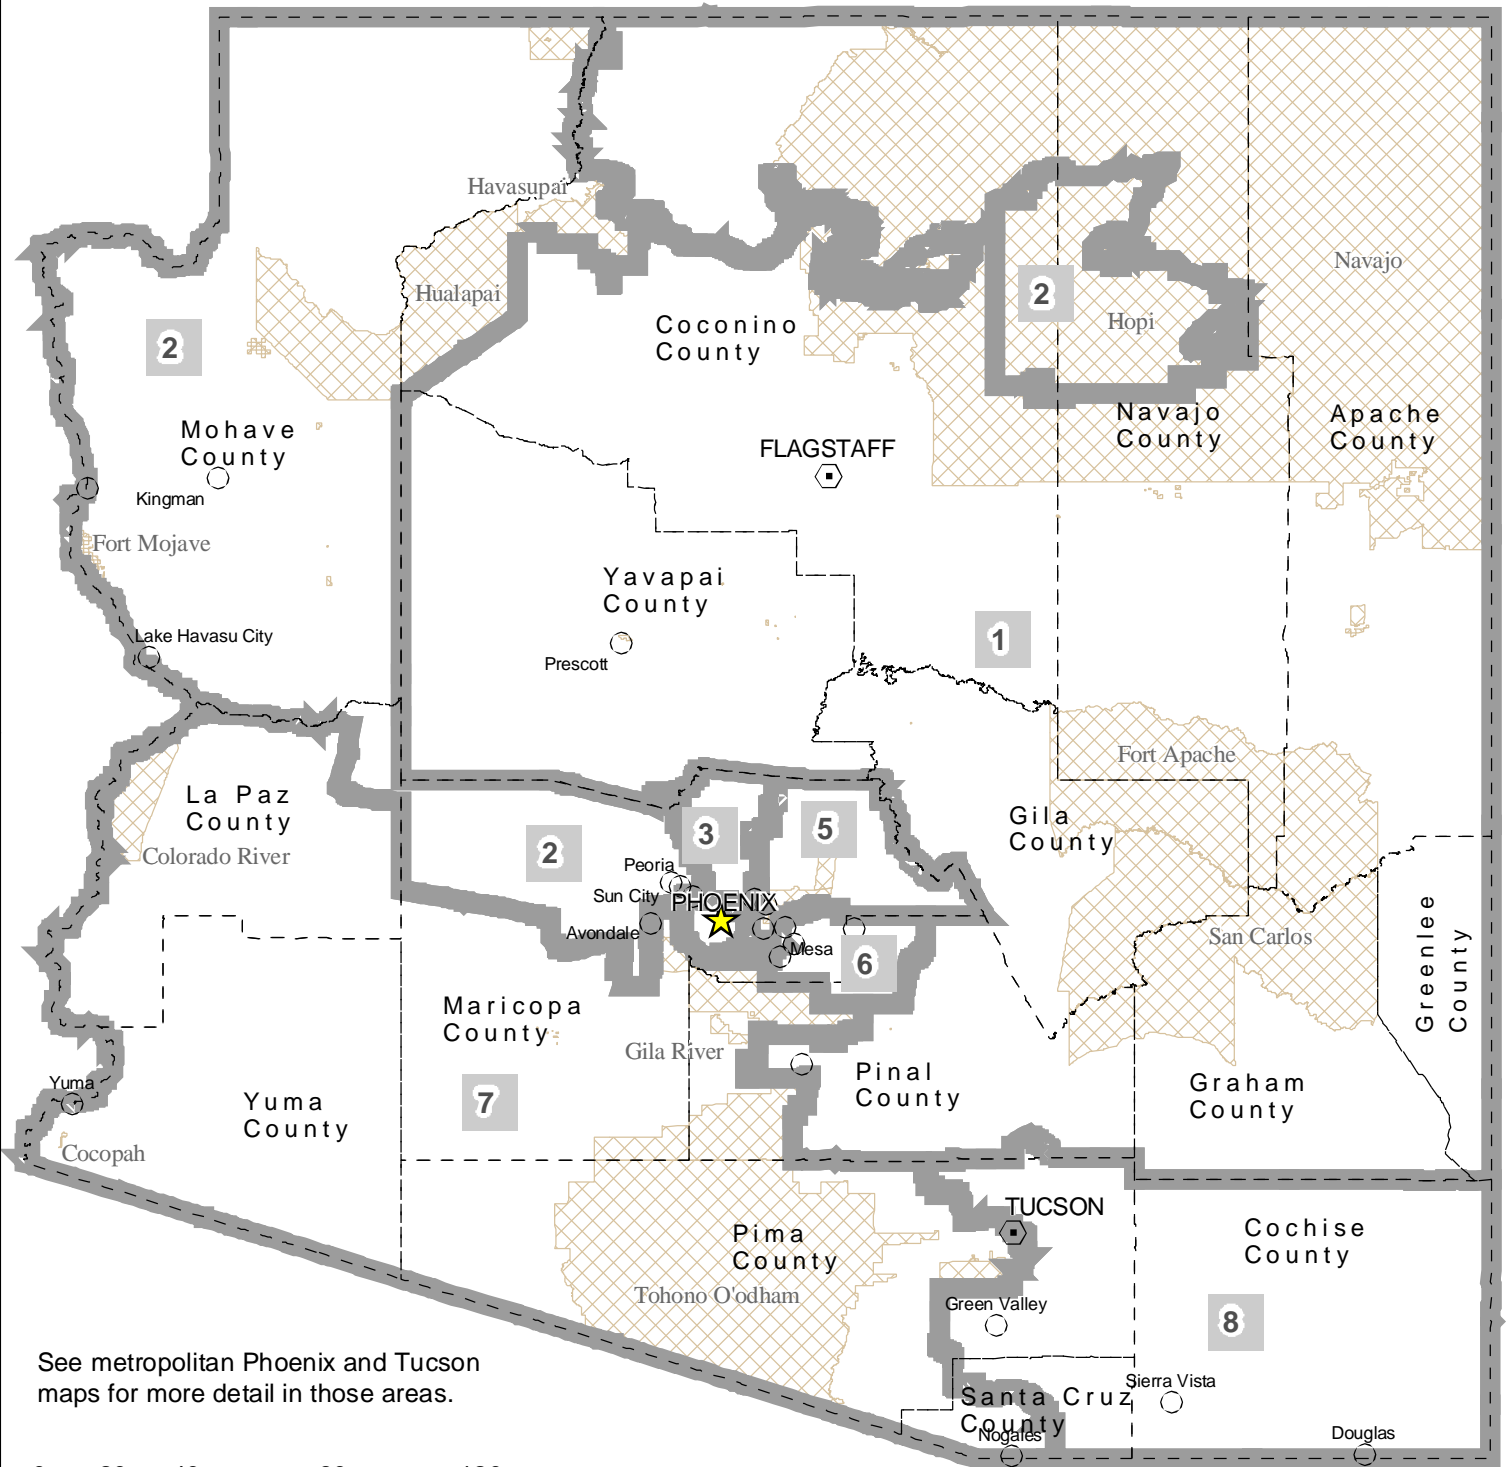 Havasupai
Navajo
Hualapai
2
Hopi
Coconino
County
2
Mohave
County
Navajo
County
Apache
County
FLAGSTAFF
Kingman
Fort Mojave
Yavapai
County
Lake Havasu City
1
Prescott
Fort Apache
La Paz
County
Colorado River
2
3
5
Gila
County
Peoria
Sun City
PHOENIX
Avondale
Mesa
6
San Carlos
Greenlee
County
Maricopa
County
Gila River
Pinal
County
Graham
County
Yuma
Yuma
County
7
Cocopah
TUCSON
Pima
County
Cochise
County
Tohono O'odham
Green Valley
8
See metropolitan Phoenix and Tucson
maps for more detail in those areas.
Santa Cruz
County
Sierra Vista
Nogales
Douglas